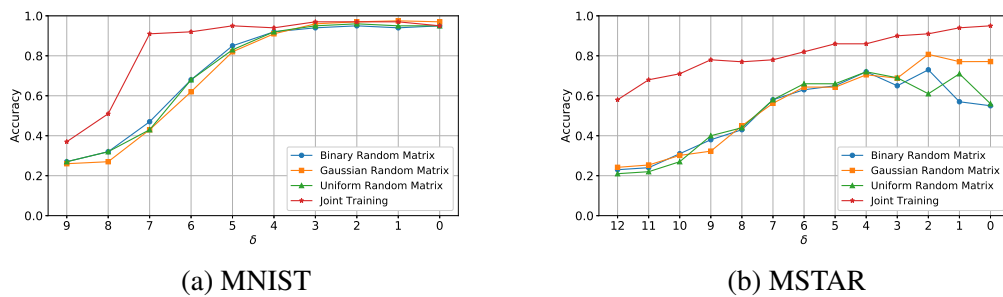 1.0
0.8
0.6
0.4
0.2
0.0
Accuracy
Binary Random Matrix
Gaussian Random Matrix
Uniform Random Matrix
Joint Training
9 8 7 6 5 4 3 2 1 0
δ
(a) MNIST
1.0
0.8
0.6
0.4
0.2
0.0
Accuracy
Binary Random Matrix
Gaussian Random Matrix
Uniform Random Matrix
Joint Training
12 11 10 9 8 7 6 5 4 3 2 1 0
δ
(b) MSTAR